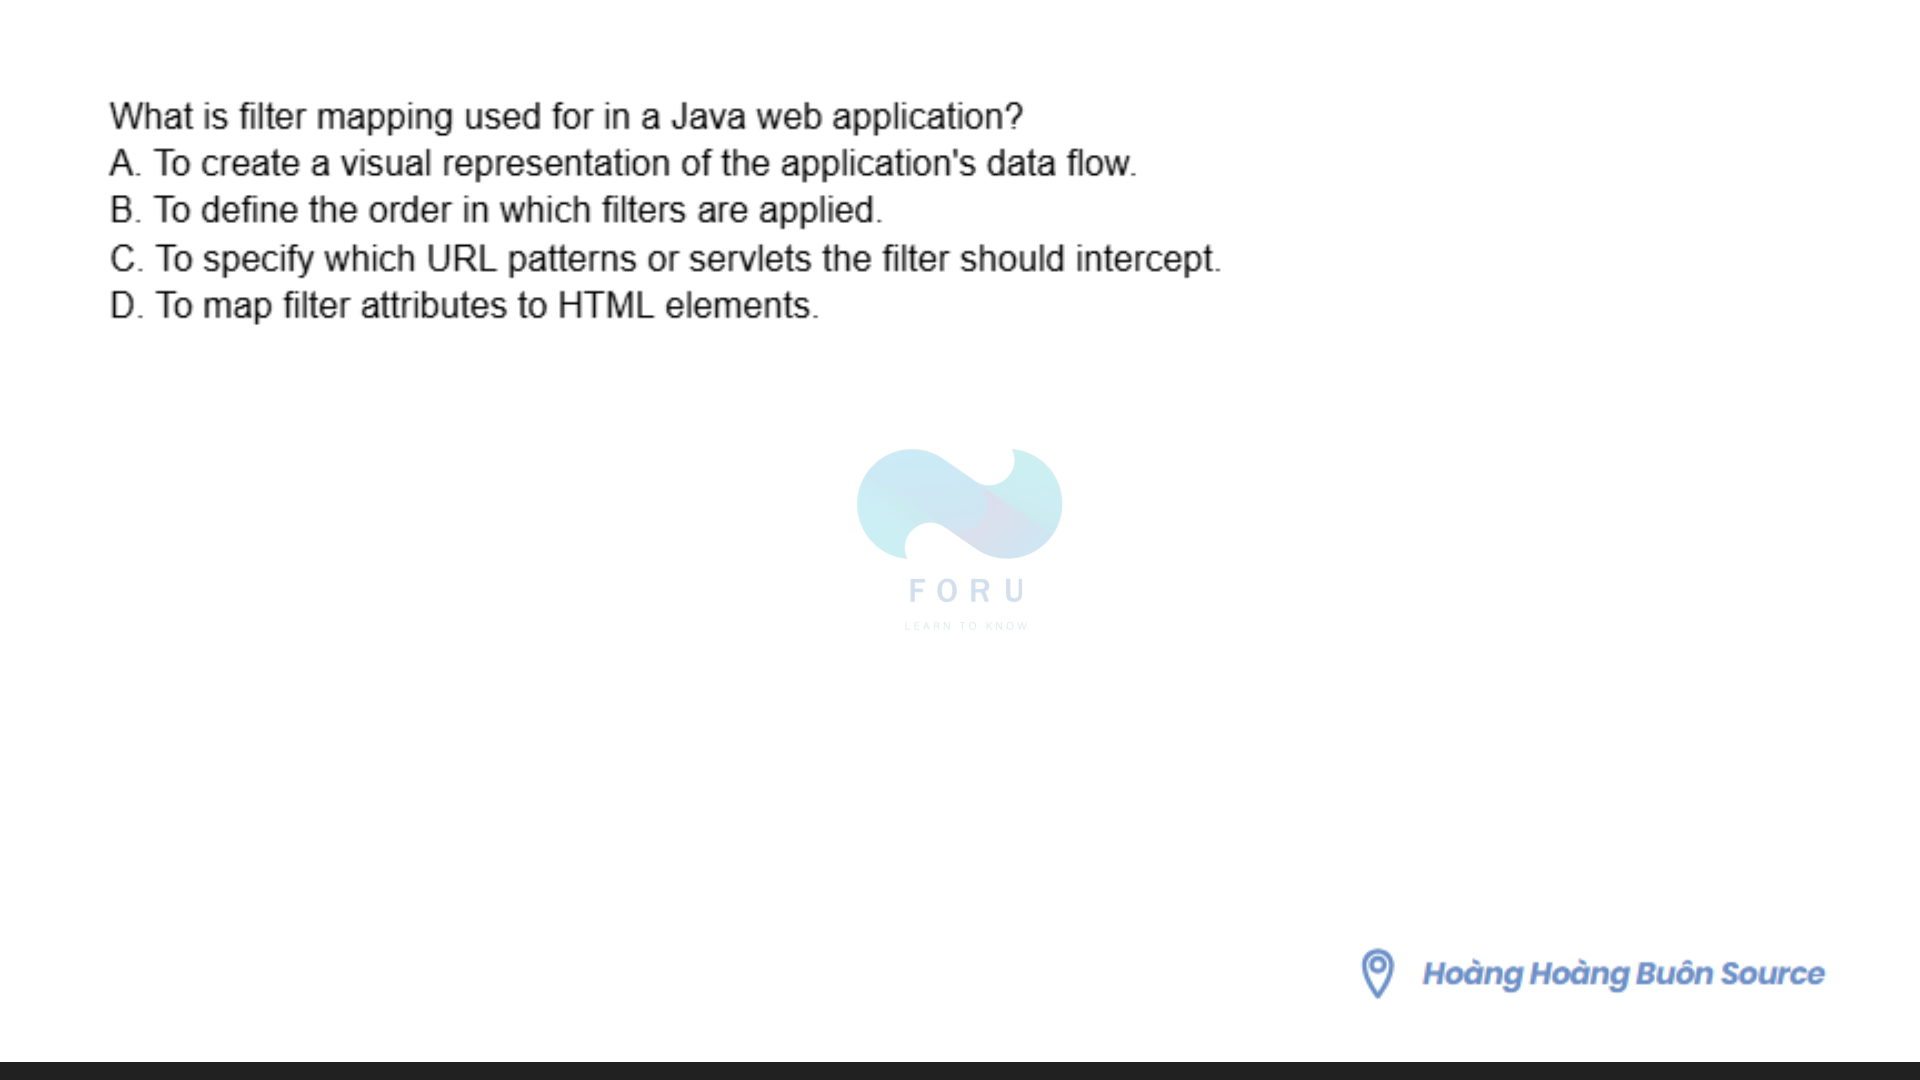 What is filter mapping used for in a Java web application?
A. To create a visual representation of the application's data flow.
B. To define the order in which filters are applied.
C. To specify which URL patterns or servlets the filter should intercept.
D. To map filter attributes to HTML elements.
FORU
LEARN TO KNOW
Hoàng Hoàng Buôn Source